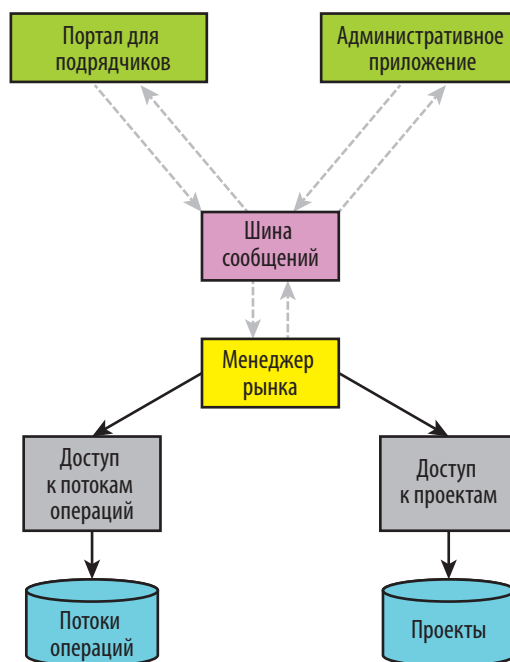 Портал для
подрядчиков
Административное
приложение
Шина
сообщений
Менеджер
рынка
Доступ
к потокам
операций
Доступ
к проектам
Потоки
операций
Проекты